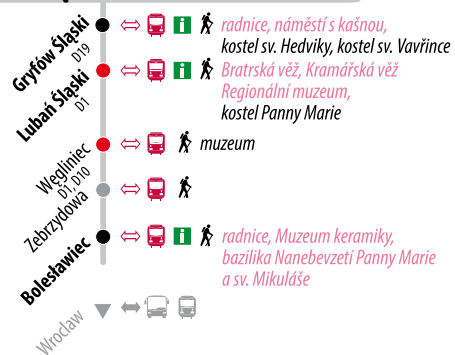 Gryfów Śląski
D19
radnice, náměstí s kašnou,
kostel sv. Hedviky, kostel sv. Vavřince
Lubań Śląski
D1
Bratrská věž, Kramářská věž
Regionální muzeum,
kostel Panny Marie
Węgliniec
D1, D10
muzeum
Zebrzydowa
Bolesławiec
radnice, Muzeum keramiky,
bazilika Nanebevzetí Panny Marie
a sv. Mikuláše
Wroclaw